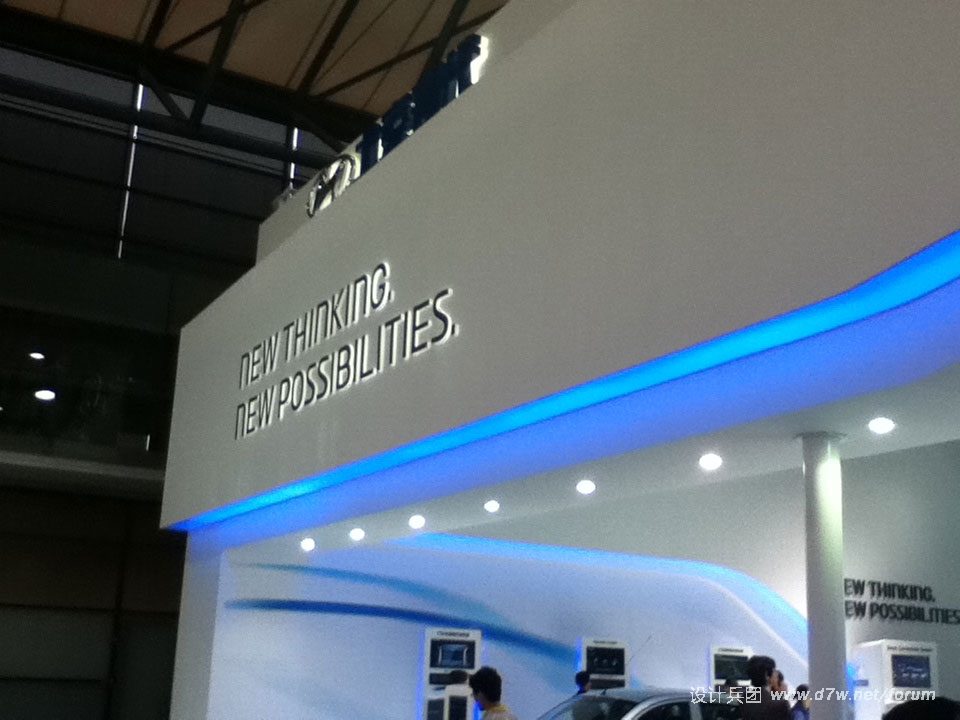 NEW THINKING.
NEW POSSIBILITIES.
EW THINKING.
EW POSSIBILITIES
设计兵团 www.d7w.net/forum